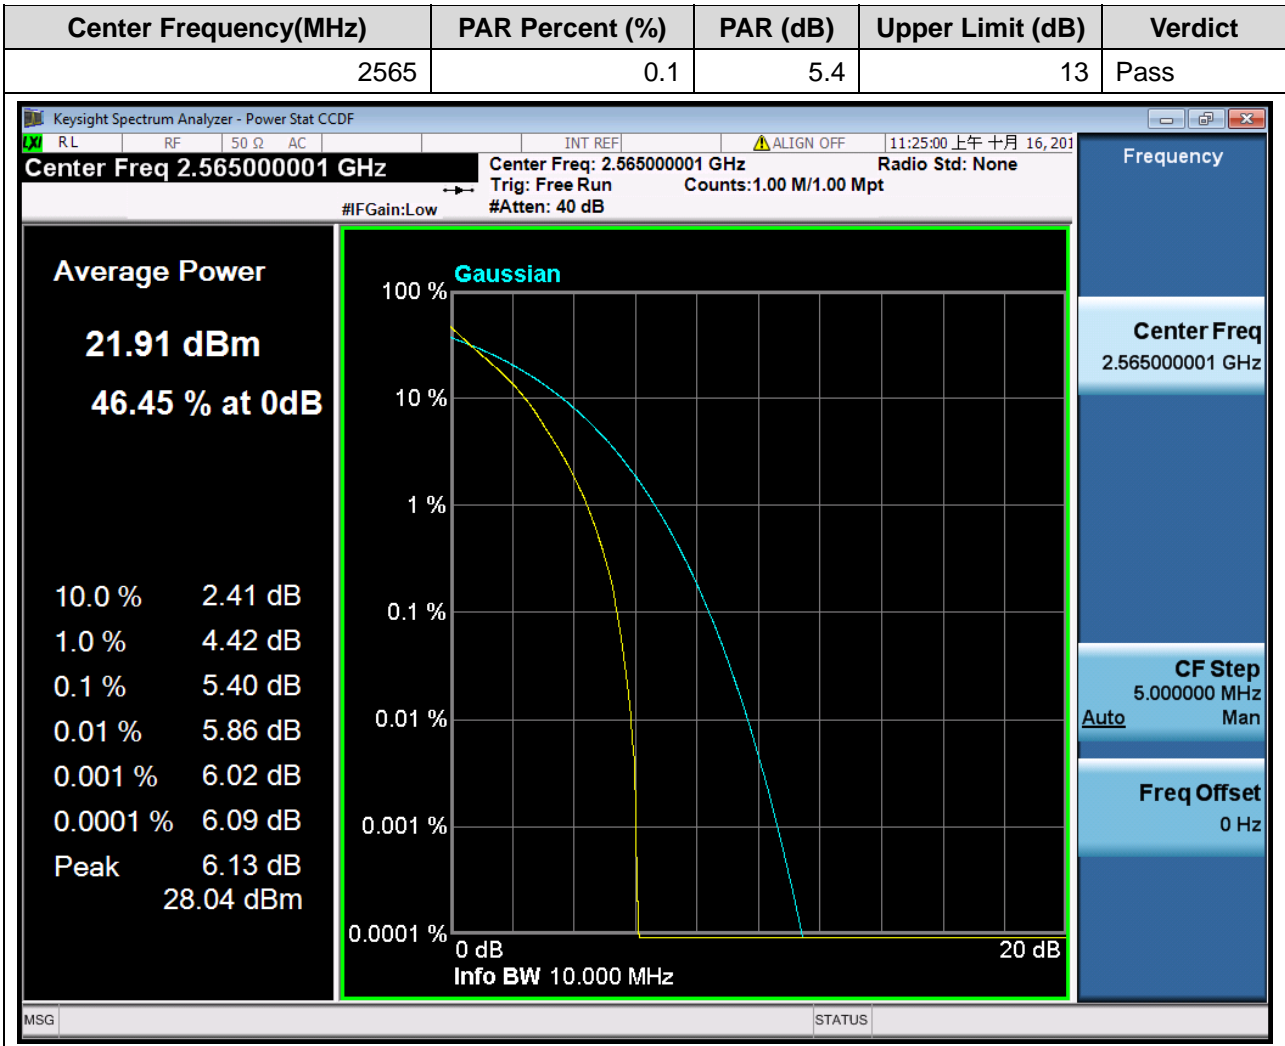 Center Frequency(MHz) PAR Percent (%) PAR (dB) Upper Limit (dB) Verdict
2565 0.1 5.4 13 Pass
Keysight Spectrum Analyzer - Power Stat CCDF
LXI RL RF 50 Ω AC INT REF ALIGN OFF 11:25:00 上午 十月 16, 201
Center Freq 2.565000001 GHz
Center Freq: 2.565000001 GHz Radio Std: None
Trig: Free Run Counts:1.00 M/1.00 Mpt
#IFGain:Low #Atten: 40 dB
Average Power
21.91 dBm
46.45 % at 0dB
10.0 % 2.41 dB
1.0 % 4.42 dB
0.1 % 5.40 dB
0.01 % 5.86 dB
0.001 % 6.02 dB
0.0001 % 6.09 dB
Peak 6.13 dB
28.04 dBm
Gaussian
100 %
10 %
1 %
0.1 %
0.01 %
0.001 %
0.0001 %
0 dB 20 dB
Info BW 10.000 MHz
Frequency
Center Freq
2.565000001 GHz
CF Step
5.000000 MHz
Auto Man
Freq Offset
0 Hz
MSG STATUS